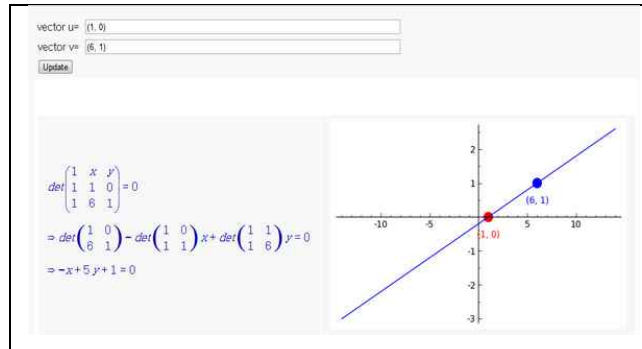 vector u= (1, 0)
vector v= (6, 1)
Update
det(1 x y
1 1 0
1 6 1) = 0
⇒ det(1 0
6 1) − det(1 0
1 1) x + det(1 1
1 6) y = 0
⇒ −x + 5 y + 1 = 0
2
1
(6, 1)
-10 -5 5 10
(1, 0)
-1
-2
-3